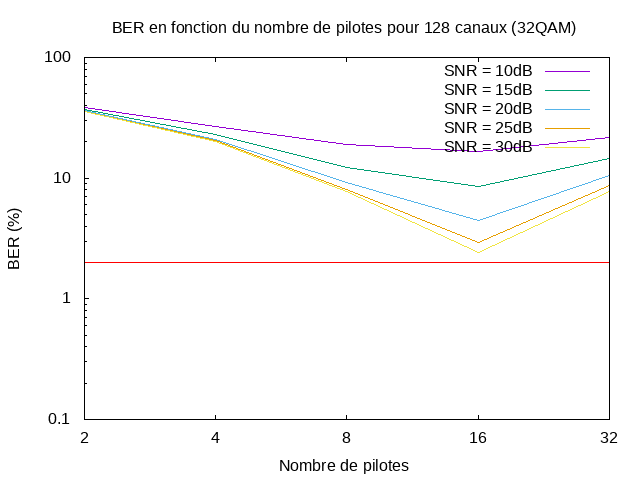 BER en fonction du nombre de pilotes pour 128 canaux (32QAM)
100
10
1
0.1
BER (%)
SNR = 10dB
SNR = 15dB
SNR = 20dB
SNR = 25dB
SNR = 30dB
2 4 8 16 32
Nombre de pilotes